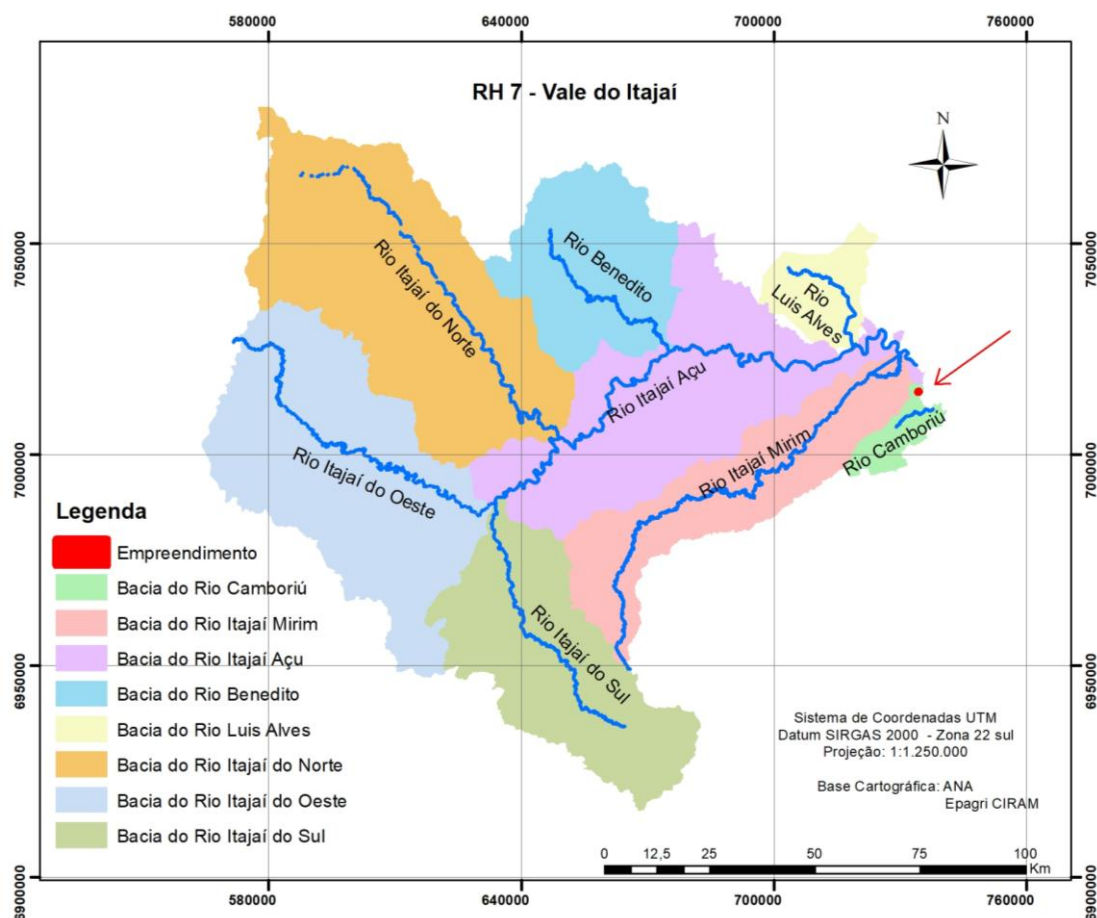 580000
640000
700000
7600000
RH 7 - Vale do Itajaí
N
7050000
7050000
Rio Benedito
Rio Itajaí do Norte
Rio
Luis Alves
Rio Itajaí Açu
Rio Camboriú
Rio Itajaí Mirim
7000000
7000000
Rio Itajaí do Oeste
Legenda
Empreendimento
Bacia do Rio Camboriú
Bacia do Rio Itajaí Mirim
Rio Itajaí do Sul
Bacia do Rio Itajaí Açu
6950000
6950000
Bacia do Rio Benedito
Bacia do Rio Luis Alves
Bacia do Rio Itajaí do Norte
Bacia do Rio Itajaí do Oeste
Bacia do Rio Itajaí do Sul
Sistema de Coordenadas UTM
Datum SIRGAS 2000 - Zona 22 sul
Projeção: 1:1.250.000
Base Cartográfica: ANA
Epagri CIRAM
0 12,5 25 50 75 100
Km
6900000
6900000
580000
640000
700000
7600000